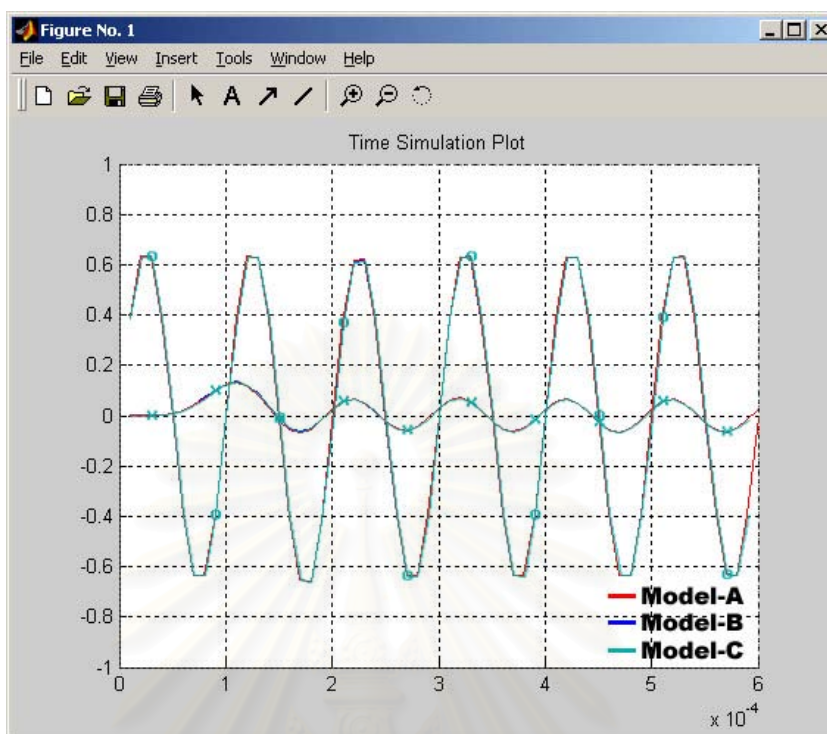 Figure No. 1
File Edit View Insert Tools Window Help
A
Time Simulation Plot
1
0.8
0.6
0.4
0.2
0
-0.2
-0.4
-0.6
-0.8
-1
Model-A
Model-B
Model-C
0 1 2 3 4 5 6
x 10^-4